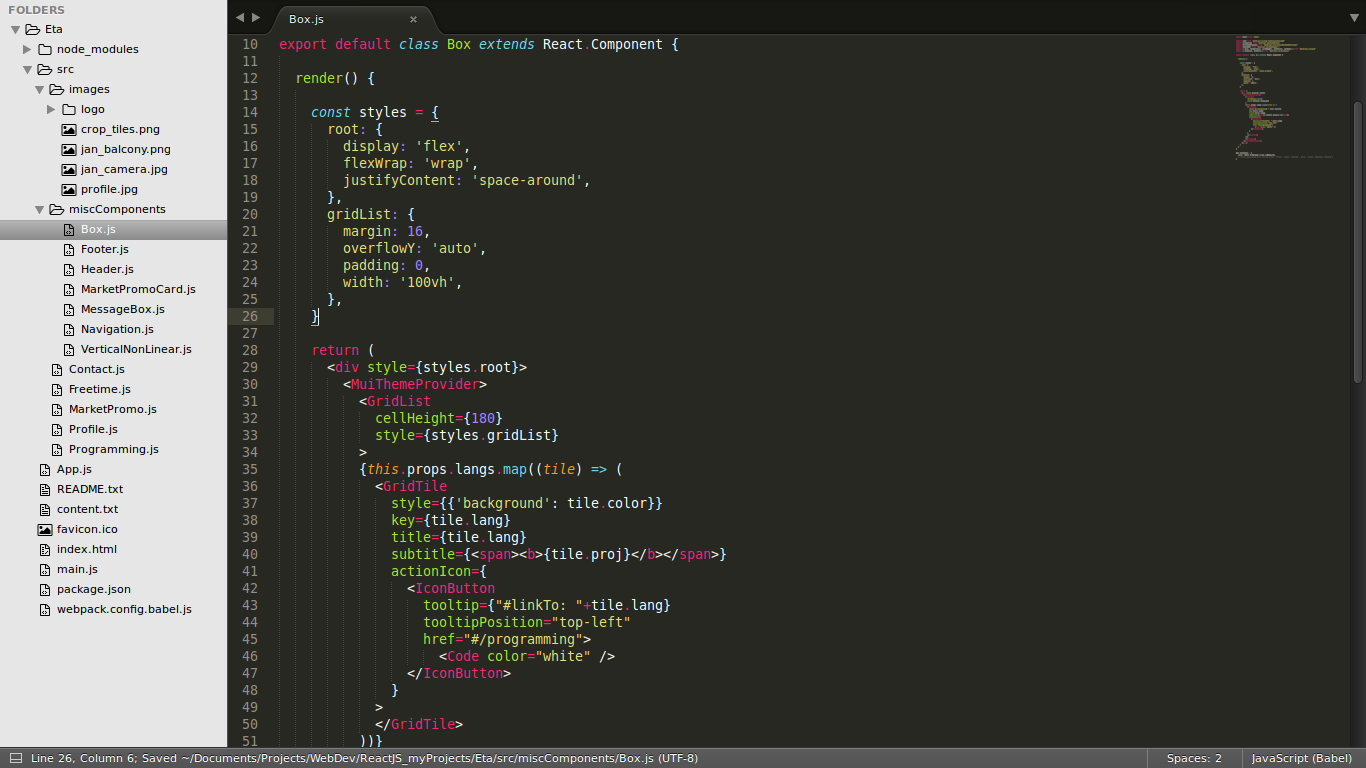 FOLDERS
Eta
node_modules
src
images
logo
crop_tiles.png
jan_balcony.png
jan_camera.jpg
profile.jpg
miscComponents
Box.js
Footer.js
Header.js
MarketPromoCard.js
MessageBox.js
Navigation.js
VerticalNonLinear.js
Contact.js
Freetime.js
MarketPromo.js
Profile.js
Programming.js
App.js
README.txt
content.txt
favicon.ico
index.html
main.js
package.json
webpack.config.babel.js
Box.js ×
10 export default class Box extends React.Component {
11
12   render() {
13
14     const styles = {
15       root: {
16         display: 'flex',
17         flexWrap: 'wrap',
18         justifyContent: 'space-around',
19       },
20       gridList: {
21         margin: 16,
22         overflowY: 'auto',
23         padding: 0,
24         width: '100vh',
25       },
26     }
27
28     return (
29       <div style={styles.root}>
30         <MuiThemeProvider>
31           <GridList
32             cellHeight={180}
33             style={styles.gridList}
34           >
35           {this.props.langs.map((tile) => (
36             <GridTile
37               style={{'background': tile.color}}
38               key={tile.lang}
39               title={tile.lang}
40               subtitle={<span><b>{tile.proj}</b></span>}
41               actionIcon={
42                 <IconButton
43                   tooltip={"#linkTo: "+tile.lang}
44                   tooltipPosition="top-left"
45                   href="#/programming">
46                     <Code color="white" />
47                 </IconButton>
48               }
49             >
50             </GridTile>
51           ))}
Line 26, Column 6; Saved ~/Documents/Projects/WebDev/ReactJS_myProjects/Eta/src/miscComponents/Box.js (UTF-8)
Spaces: 2
JavaScript (Babel)